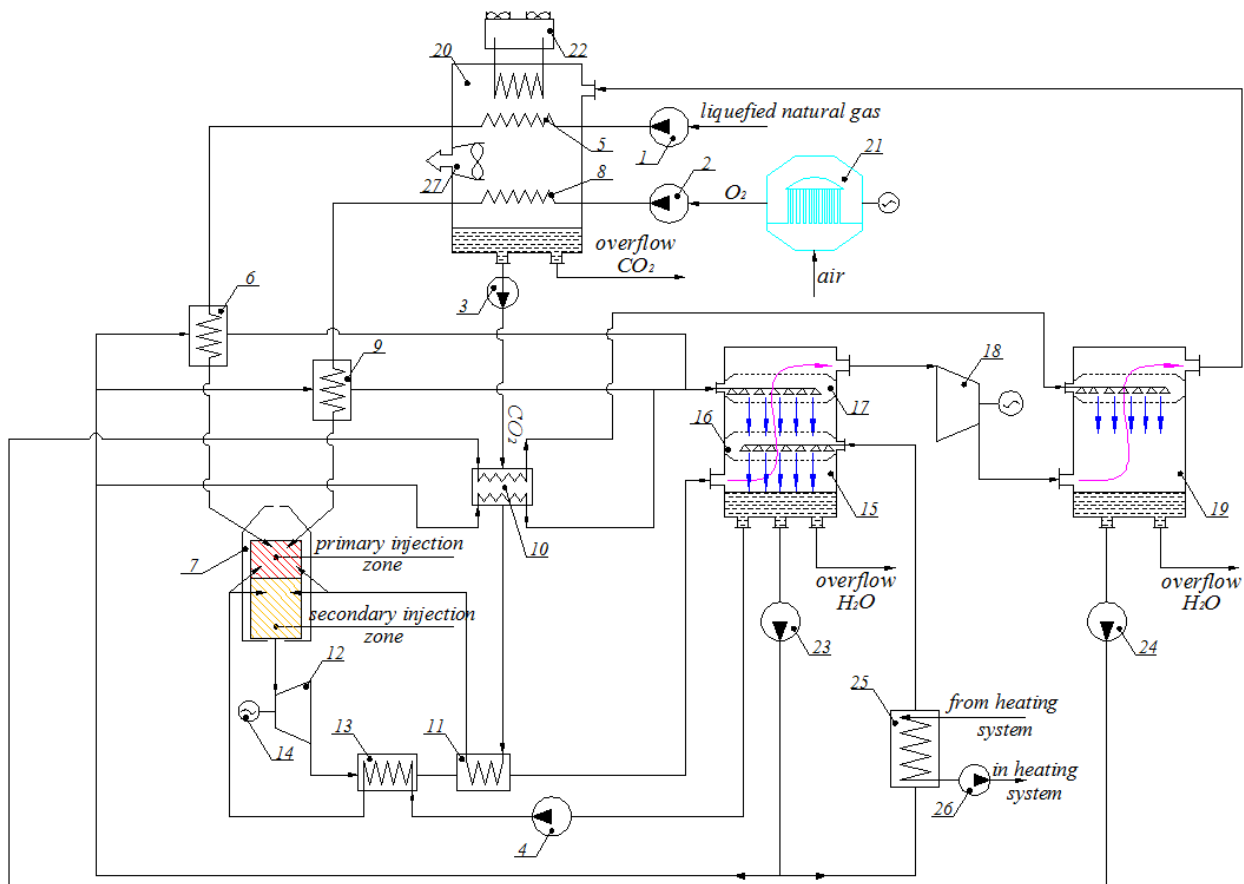 22
20
liquefied natural gas
5
1
21
27
8
2
O₂
overflow
CO₂
air
6
3
9
18
CO₂
17
16
10
15
19
7
primary injection
zone
overflow
H₂O
overflow
H₂O
secondary injection
zone
23
24
12
25
from heating
system
14
13
11
in heating
system
26
4